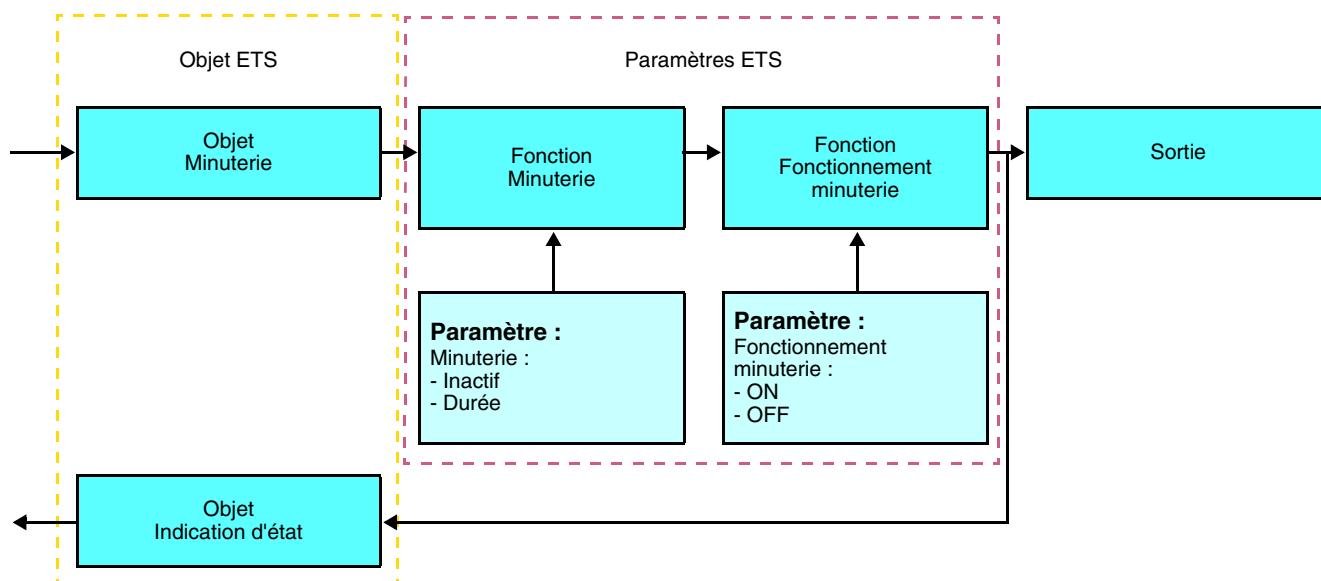 Objet ETS
Paramètres ETS
Objet
Minuterie
Fonction
Minuterie
Fonction
Fonctionnement
minuterie
Sortie
Paramètre :
Minuterie :
- Inactif
- Durée
Paramètre :
Fonctionnement
minuterie :
- ON
- OFF
Objet
Indication d'état